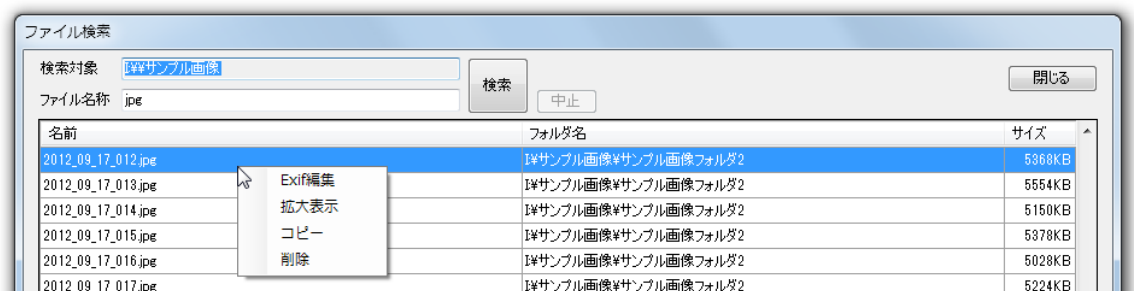 ファイル検索
検索対象 I:¥¥サンプル画像
検索
閉じる
ファイル名称 jpg
中止
名前 フォルダ名 サイズ
2012_09_17_012.jpg I:¥サンプル画像¥サンプル画像フォルダ2 5368KB
2012_09_17_013.jpg I:¥サンプル画像¥サンプル画像フォルダ2 5554KB
2012_09_17_014.jpg I:¥サンプル画像¥サンプル画像フォルダ2 5150KB
2012_09_17_015.jpg I:¥サンプル画像¥サンプル画像フォルダ2 5378KB
2012_09_17_016.jpg I:¥サンプル画像¥サンプル画像フォルダ2 5028KB
2012_09_17_017.jpg I:¥サンプル画像¥サンプル画像フォルダ2 5224KB
Exif編集
拡大表示
コピー
削除